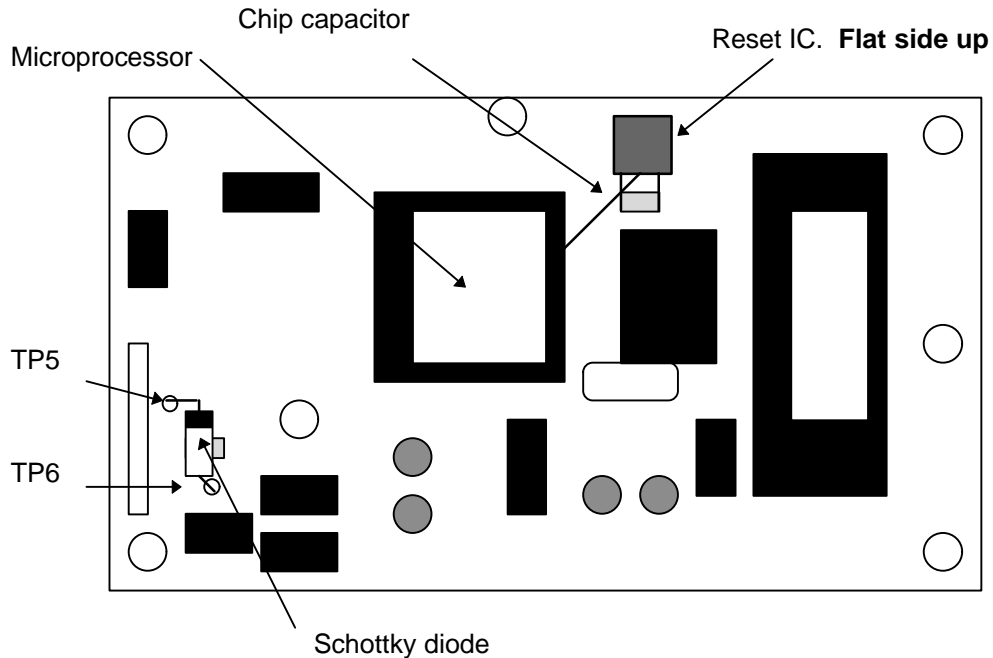 Chip capacitor
Reset IC. Flat side up
Microprocessor
TP5
TP6
Schottky diode